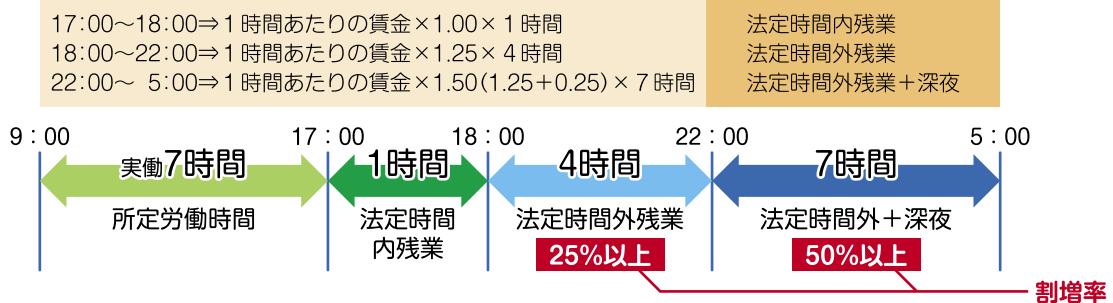 17：00〜18：00⇒1時間あたりの賃金×1.00×1時間 法定時間内残業
18：00〜22：00⇒1時間あたりの賃金×1.25×4時間 法定時間外残業
22：00〜 5：00⇒1時間あたりの賃金×1.50（1.25＋0.25）×7時間 法定時間外残業＋深夜
9：00 17：00 18：00 22：00 5：00
実働7時間 1時間 4時間 7時間
所定労働時間 法定時間 法定時間外残業 法定時間外＋深夜
内残業
25%以上 50%以上
割増率